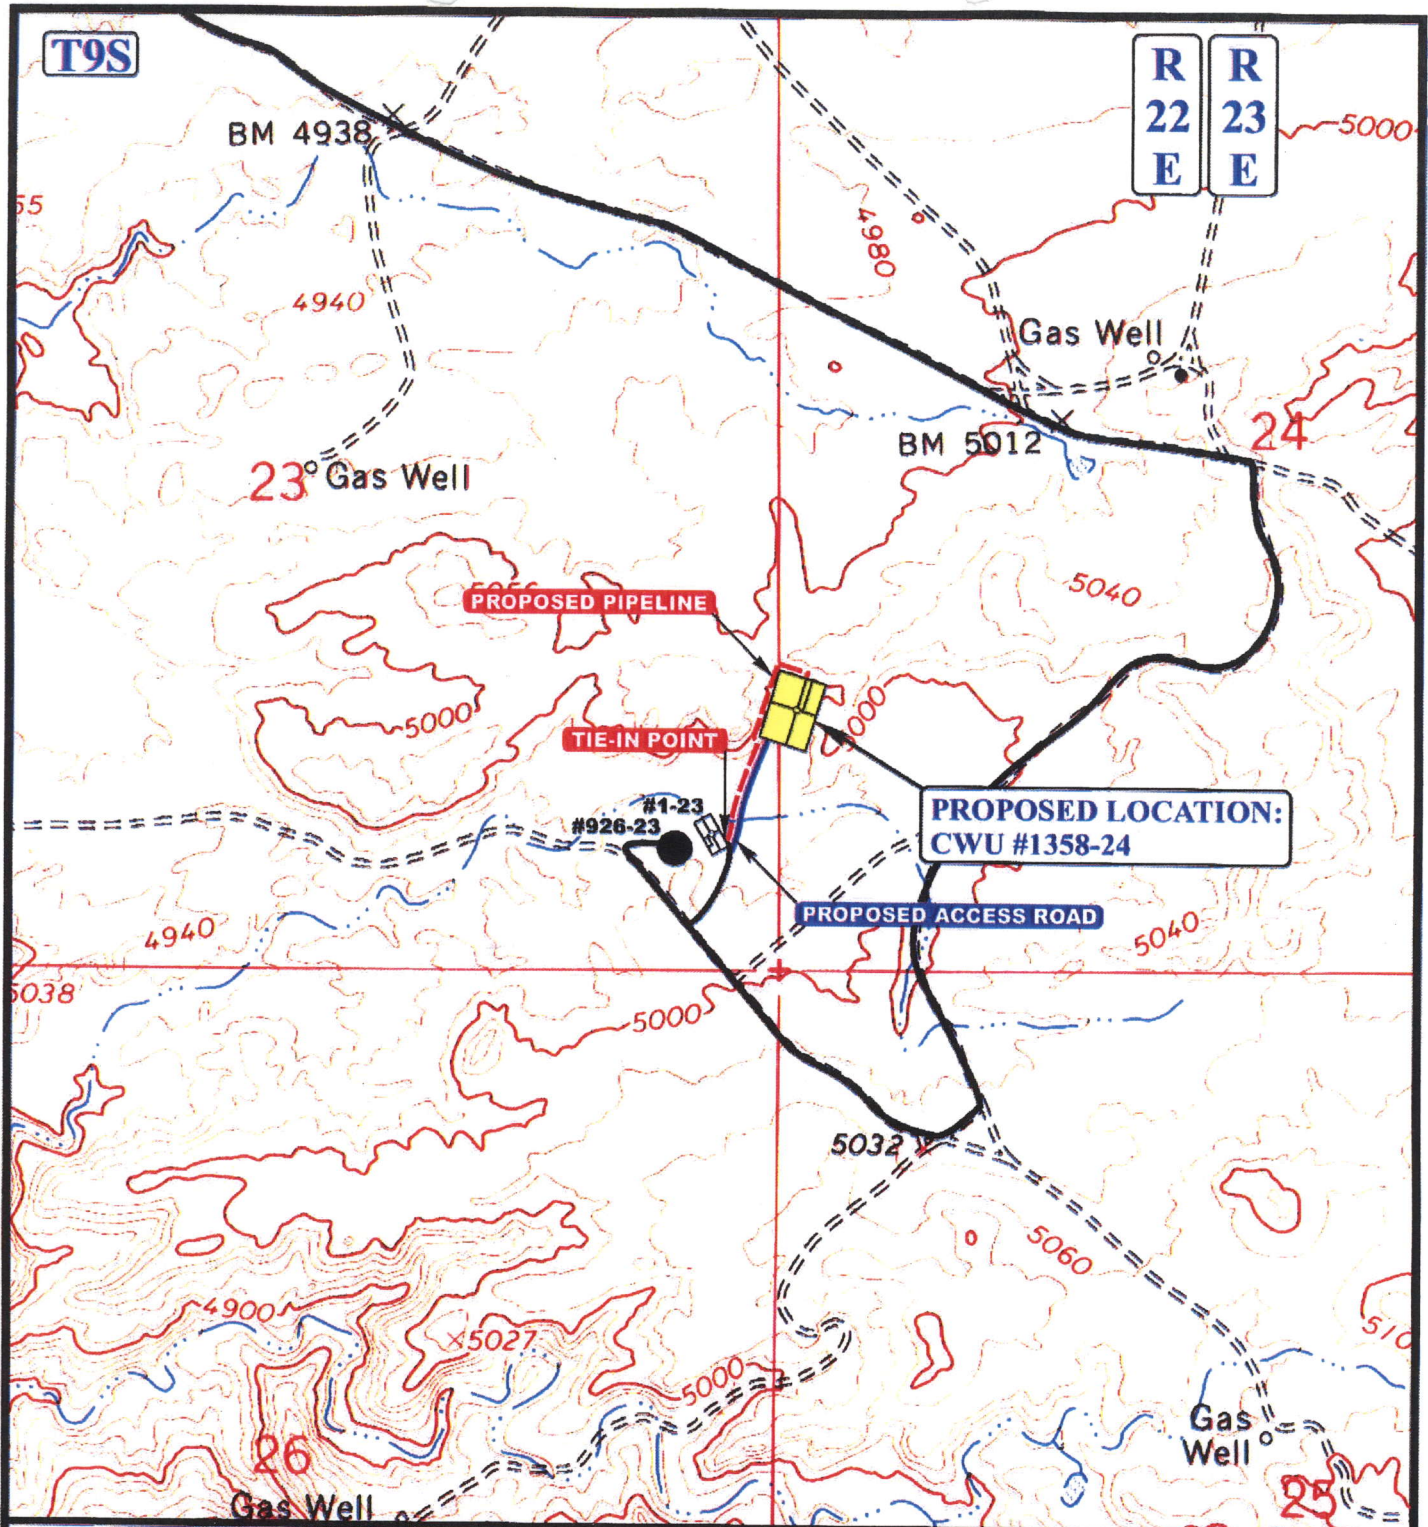 T9S
R
22
E
R
23
E
5000
BM 4938
4980
4940
Gas Well
BM 5012
24
23
Gas Well
5040
PROPOSED PIPELINE
5000
5000
TIE-IN POINT
#1-23
#926-23
PROPOSED LOCATION:
CWU #1358-24
PROPOSED ACCESS ROAD
4940
5040
5038
5000
5032
5060
4900
5027
510
5000
Gas
Well
26
25
Gas Well